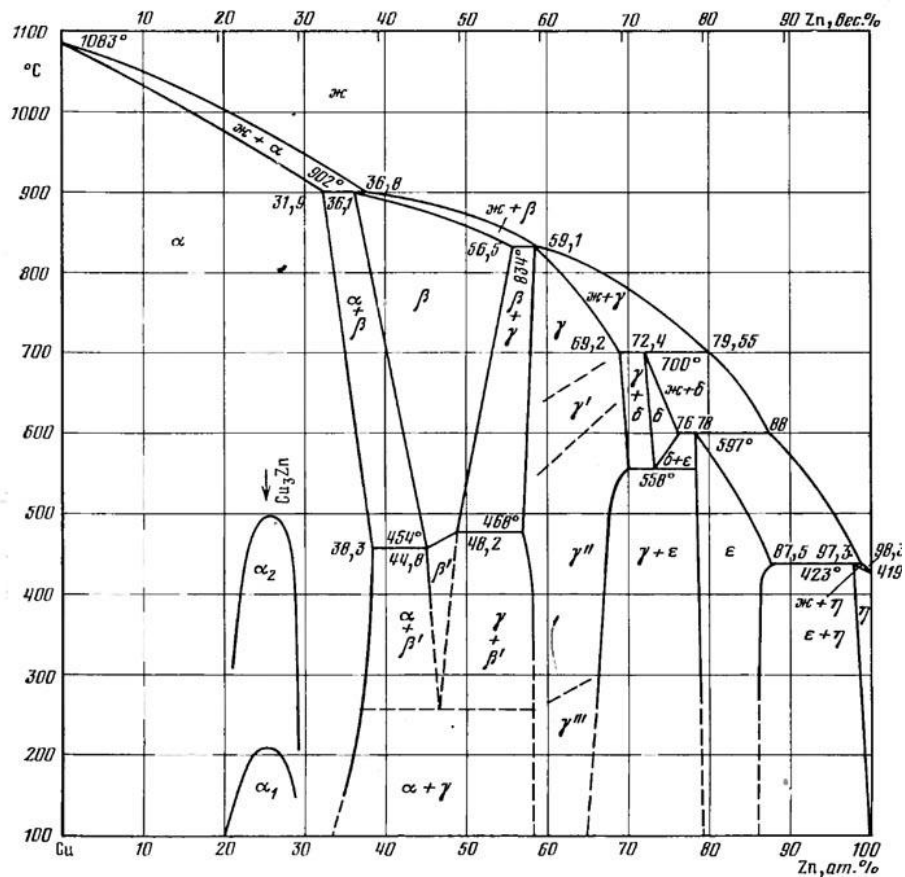 0 10 20 30 40 50 60 70 80 90 Zn, вес.%
1100
1083°
°C
ж
1000
ж + α
902°
900
36,8
31,9
36,1
ж + β
56,5
59,1
834°
α
800
α + β
β
β + γ
γ
ж + γ
69,2
72,4
79,55
700
700°
γ'
γ + δ
δ
ж + δ
76
78
88
600
597°
δ + ε
558°
Cu₃Zn
500
468°
454°
38,3
44,8
48,2
β'
γ''
γ + ε
ε
87,5
97,3
98,3
423°
419
α₂
400
ж + η
η
α + β'
γ + β'
ε + η
300
γ'''
200
α₁
α + γ
100
Cu 10 20 30 40 50 60 70 80 90 100
Zn, ат.%